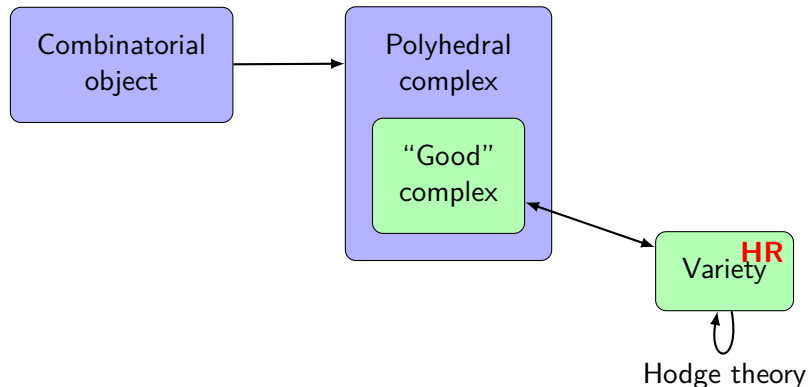 Combinatorial
object
Polyhedral
complex
“Good”
complex
HR
Variety
Hodge theory